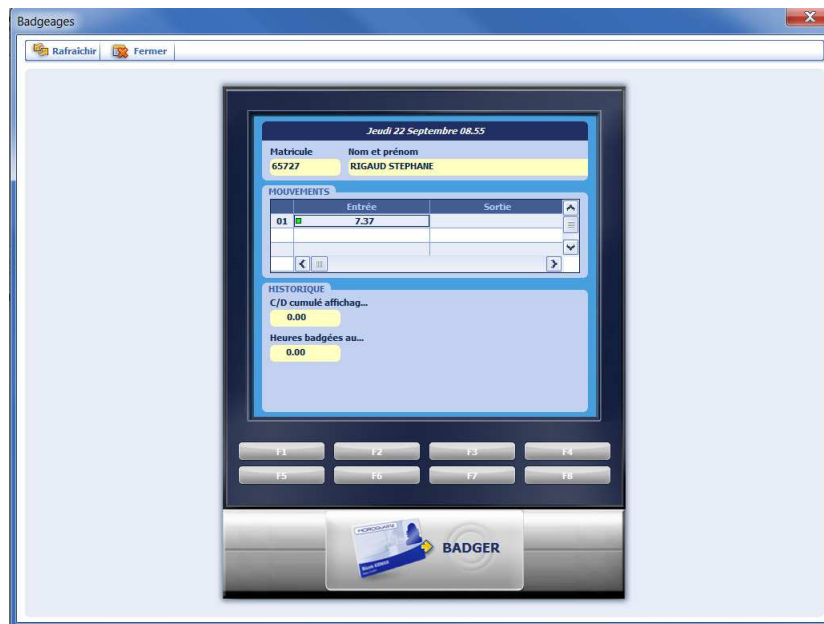 Badgeages
Rafraîchir Fermer
Jeudi 22 Septembre 08.55
Matricule Nom et prénom
65727 RIGAUD STEPHANE
MOUVEMENTS
Entrée Sortie
01 7.37
HISTORIQUE
C/D cumulé affichag...
0.00
Heures badgées au...
0.00
F1 F2 F3 F4
F5 F6 F7 F8
HOROQUARTZ
BADGER